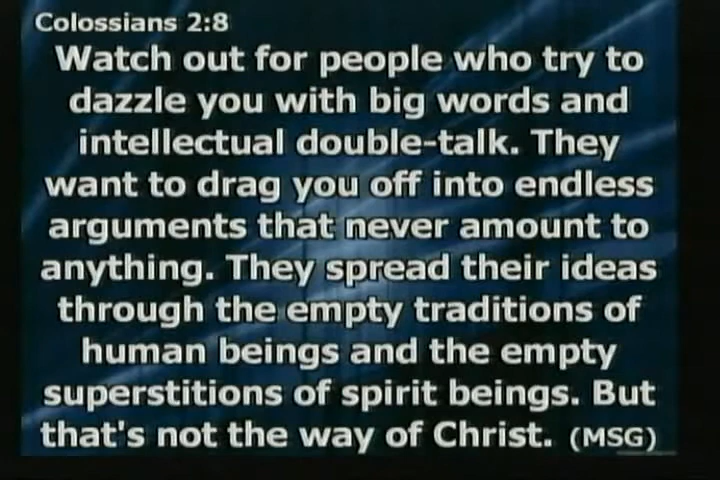 Colossians 2:8
Watch out for people who try to
dazzle you with big words and
intellectual double-talk. They
want to drag you off into endless
arguments that never amount to
anything. They spread their ideas
through the empty traditions of
human beings and the empty
superstitions of spirit beings. But
that's not the way of Christ. (MSG)